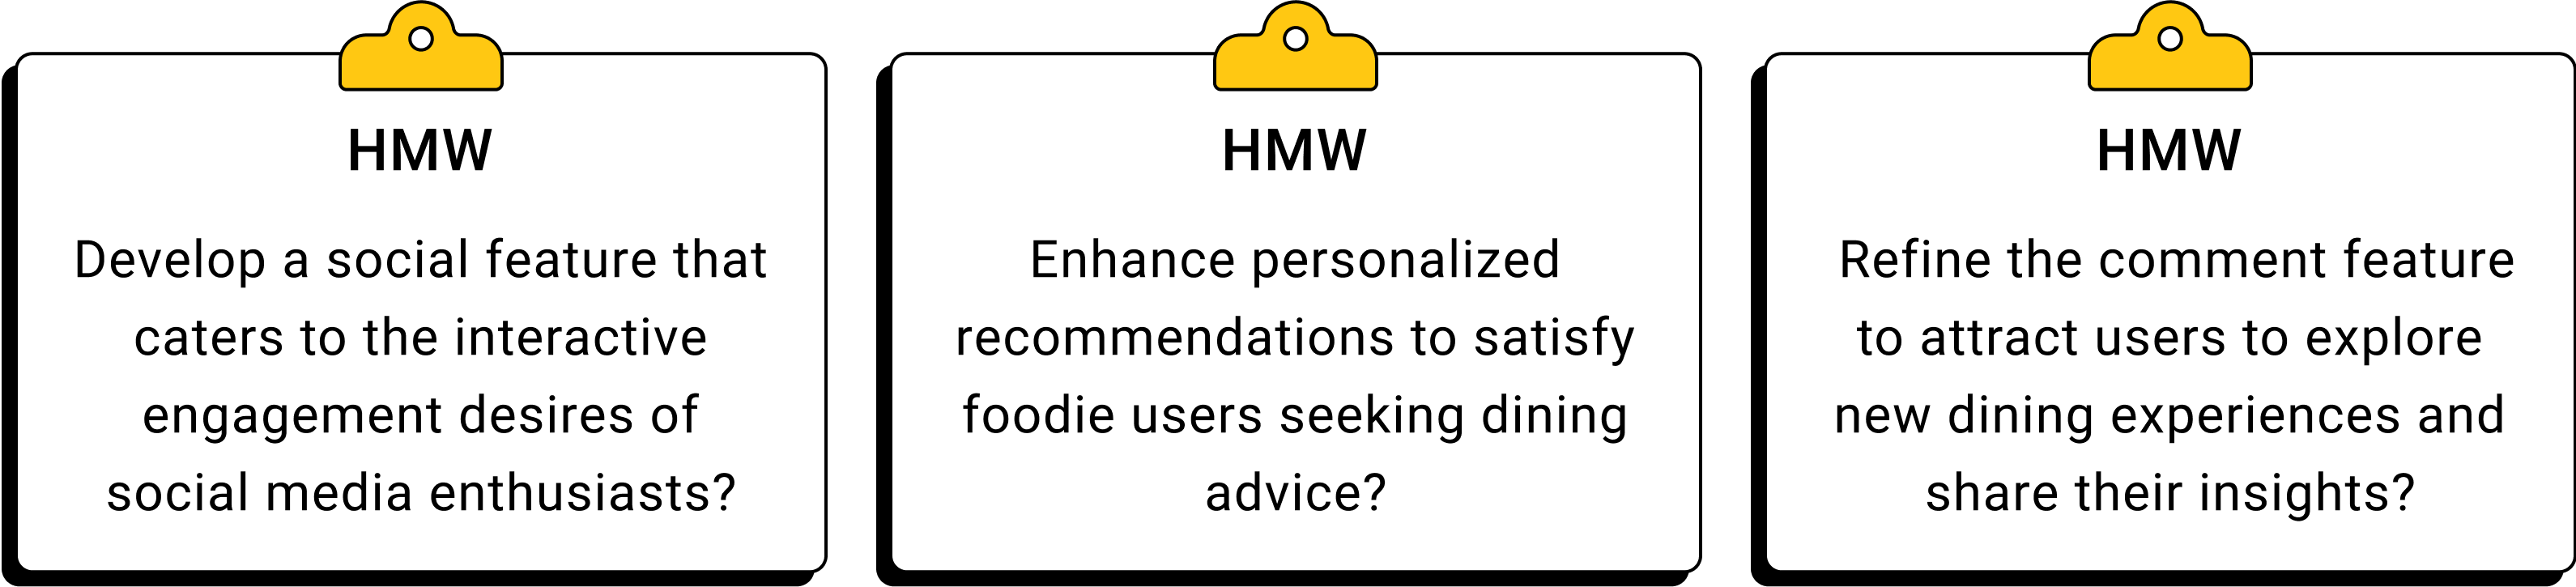 HMW
Develop a social feature that
caters to the interactive
engagement desires of
social media enthusiasts?
HMW
Enhance personalized
recommendations to satisfy
foodie users seeking dining
advice?
HMW
Refine the comment feature
to attract users to explore
new dining experiences and
share their insights?